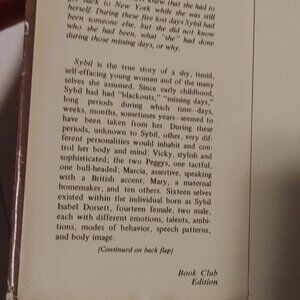 back to New York while she was still
herself. During these five lost days Sybil had
been someone else, but she did not know
who she had been, what "she" had done
during those missing days, or why.
Sybil is the true story of a shy, timid,
self-effacing young woman and of the many
selves she assumed. Since early childhood,
Sybil had had "blackouts," "missing days,"
long periods during which time—days,
weeks, months, sometimes years—seemed to
have been taken from her. During these
periods, unknown to Sybil, other, very dif-
ferent personalities would inhabit and con-
trol her body and mind: Vicky, stylish and
sophisticated; the two Peggys, one tactful,
one bull-headed; Marcia, assertive, speaking
with a British accent; Mary, a maternal
homemaker; and ten others. Sixteen selves
existed within the individual born as Sybil
Isabel Dorsett, fourteen female, two male,
each with different emotions, talents, ambi-
tions, modes of behavior, speech patterns,
and body image.
(Continued on back flap)
Book Club
Edition